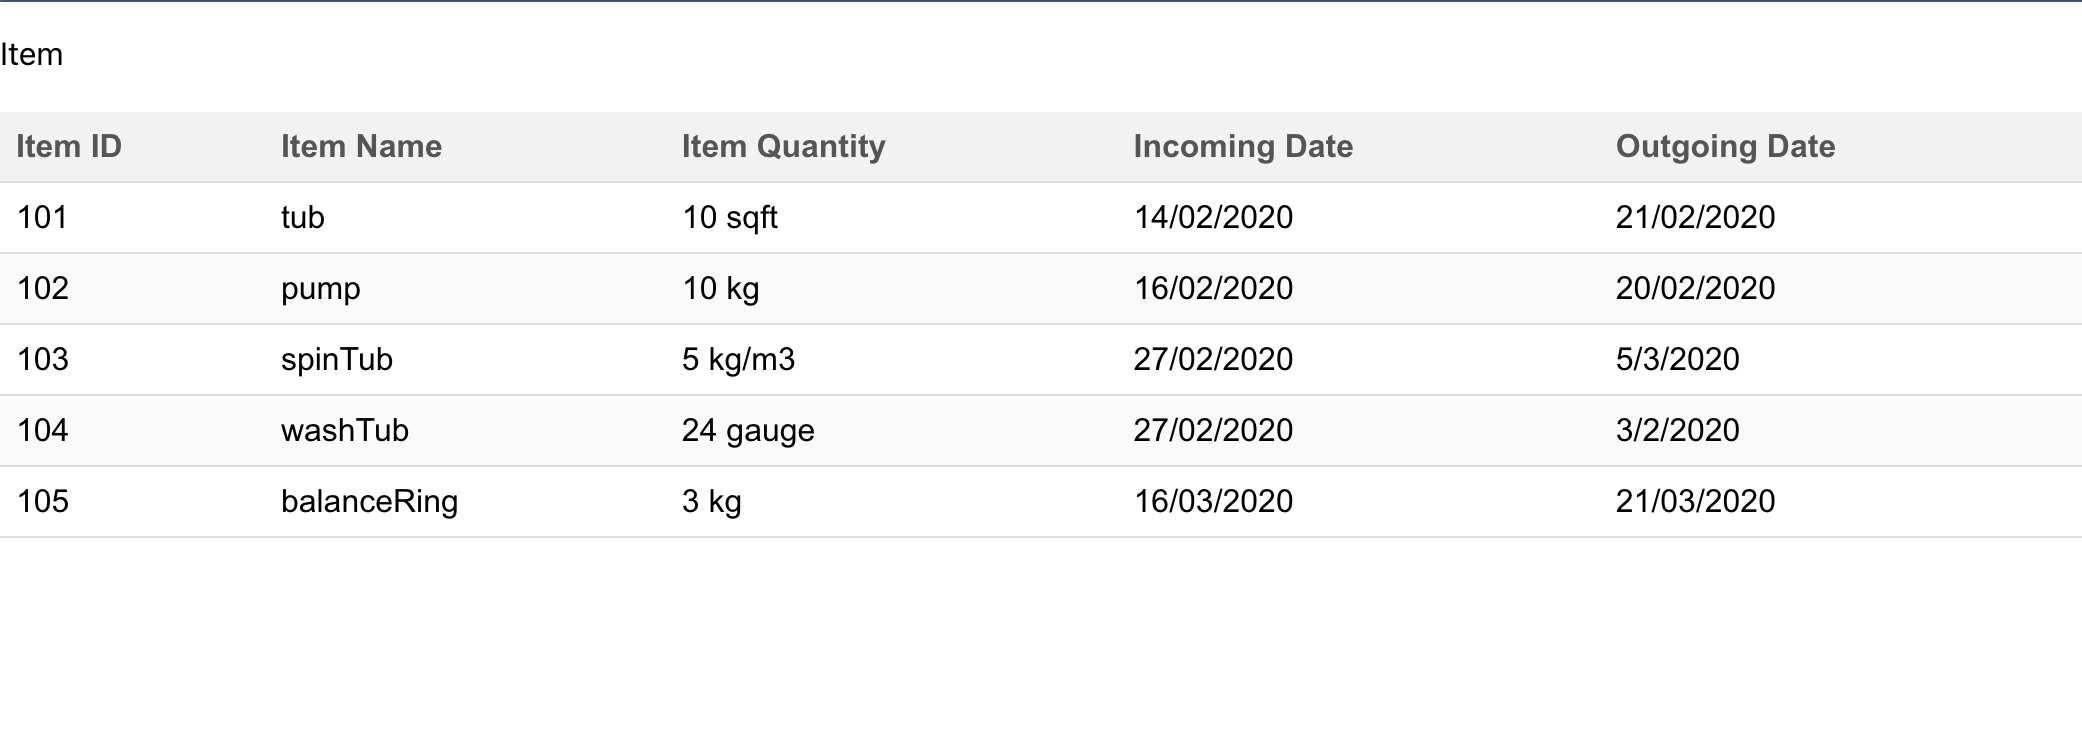 Item
Item ID Item Name Item Quantity Incoming Date Outgoing Date
101 tub 10 sqft 14/02/2020 21/02/2020
102 pump 10 kg 16/02/2020 20/02/2020
103 spinTub 5 kg/m3 27/02/2020 5/3/2020
104 washTub 24 gauge 27/02/2020 3/2/2020
105 balanceRing 3 kg 16/03/2020 21/03/2020